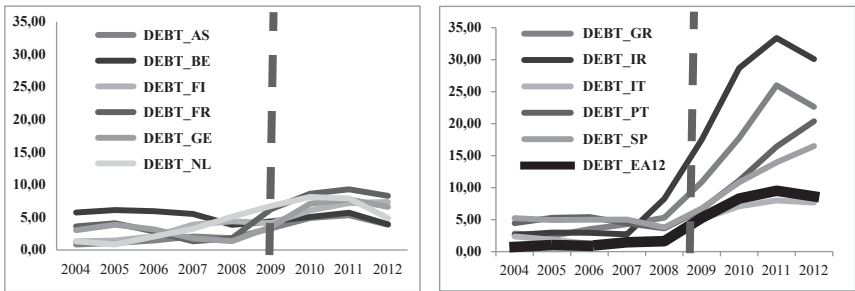 35,00
30,00
25,00
20,00
15,00
10,00
5,00
0,00
DEBT_AS
DEBT_BE
DEBT_FI
DEBT_FR
DEBT_GE
DEBT_NL
2004 2005 2006 2007 2008 2009 2010 2011 2012
35,00
30,00
25,00
20,00
15,00
10,00
5,00
0,00
DEBT_GR
DEBT_IR
DEBT_IT
DEBT_PT
DEBT_SP
DEBT_EA12
2004 2005 2006 2007 2008 2009 2010 2011 2012